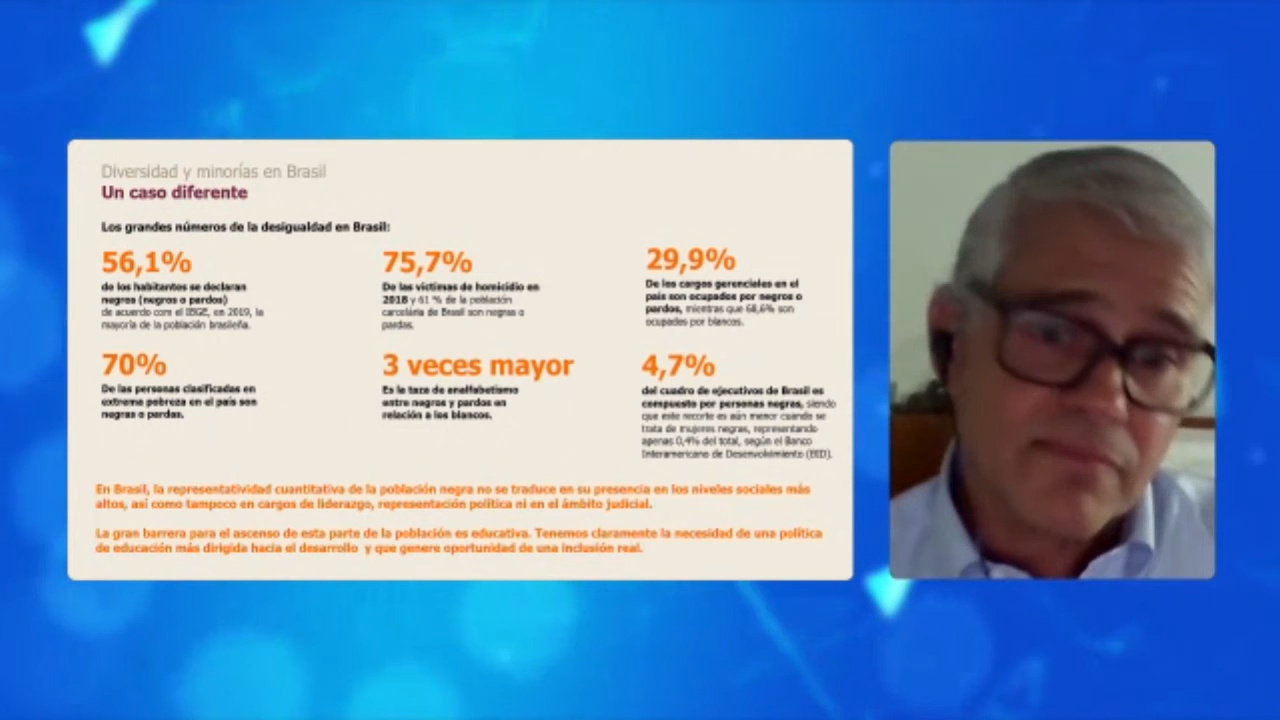 Diversidad y minorías en Brasil
Un caso diferente
Los grandes números de la desigualdad en Brasil:
56,1%
de los habitantes se declaran
negros (negros o pardos)
de acuerdo com el IBGE, en 2019, la
mayoría de la población brasileña.
75,7%
De las víctimas de homicidio en
2018 y 61 % de la población
carcelária de Brasil son negros o
pardos.
29,9%
De los cargos gerenciales en el
país son ocupados por negros o
pardos, mientras que 68,6% son
ocupados por blancos.
70%
De las personas clasificadas en
extrema pobreza en el país son
negras o pardas.
3 veces mayor
Es la taza de analfabetismo
entre negros y pardos en
relación a los blancos.
4,7%
del cuadro de ejecutivos de Brasil es
compuesto por personas negras, siendo
que este recorte es aún menor cuando se
trata de mujeres negras, representando
apenas 0,4% del total, según el Banco
Interamericano de Desenvolvimiento (BID).
En Brasil, la representatividad cuantitativa de la población negra no se traduce en su presencia en los niveles sociales más
altos, así como tampoco en cargos de liderazgo, representación política ni en el ámbito judicial.
La gran barrera para el ascenso de esta parte de la población es educativa. Tenemos claramente la necesidad de una política
de educación más dirigida hacia el desarrollo y que genere oportunidad de una inclusión real.